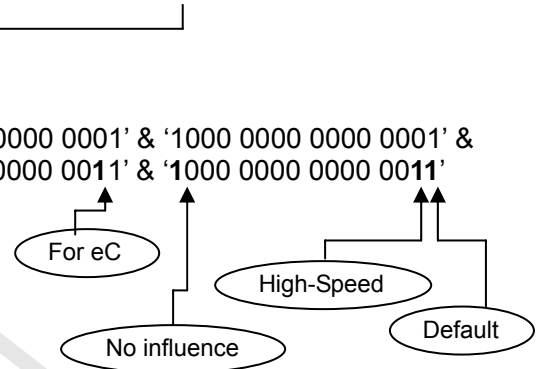 0000 0001’ & ‘1000 0000 0000 0001’ &
0000 0011’ & ‘1000 0000 0000 0011’
For eC
High-Speed
Default
No influence